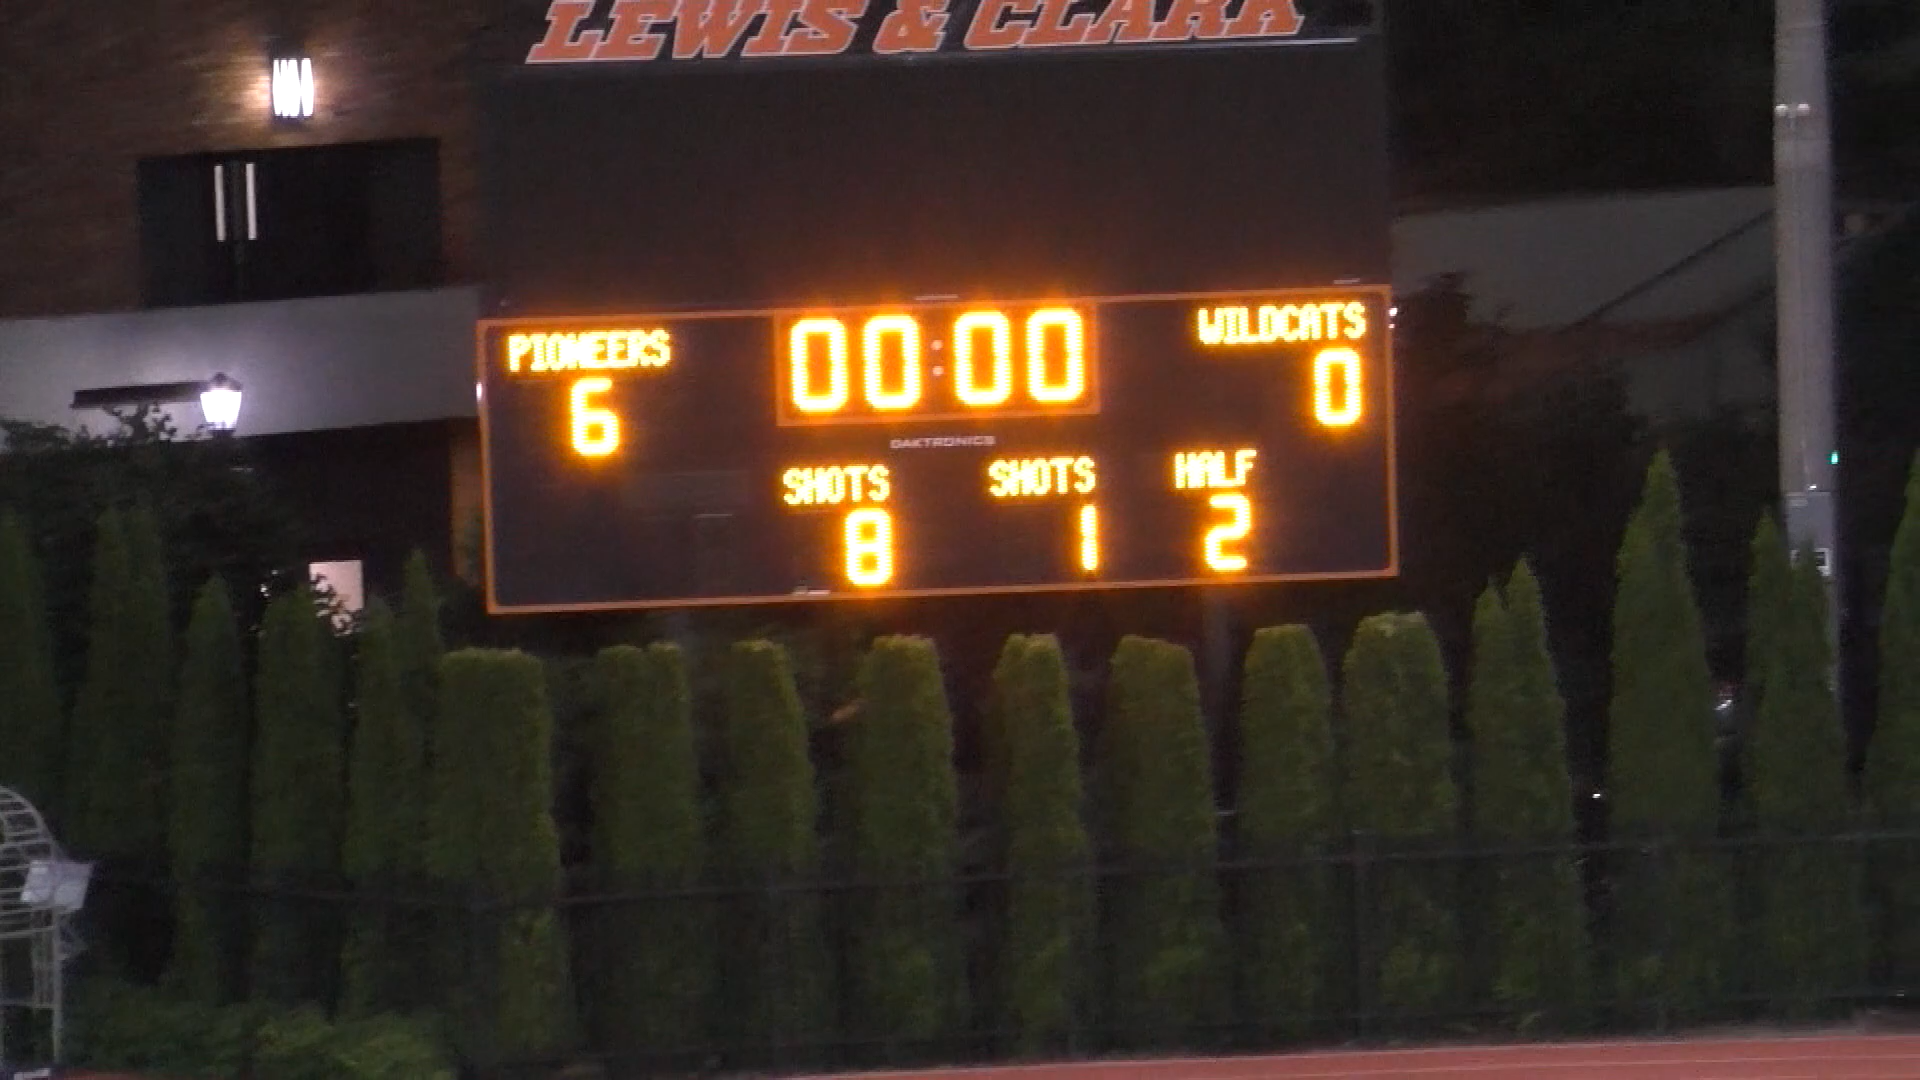 LEWIS & CLARK
PIONEERS 00:00 WILDCATS
6 0
DAKTRONICS
SHOTS SHOTS HALF
8 1 2